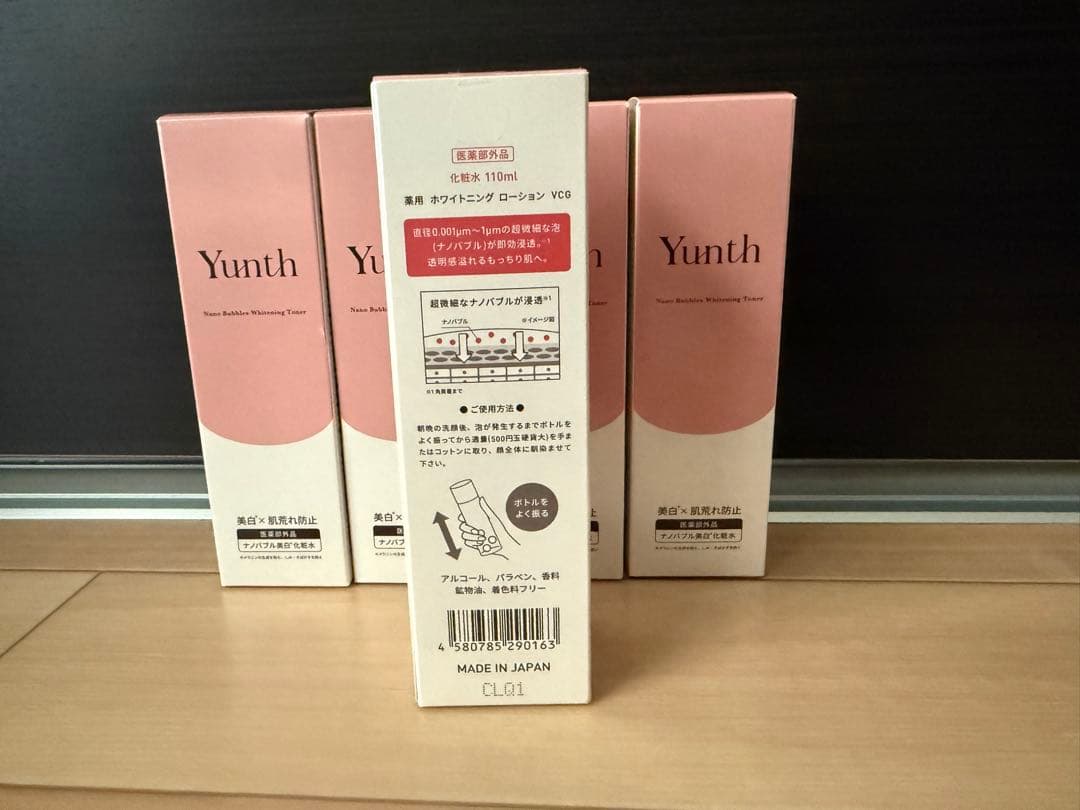 Yunth
Nano Bubbles Whitening Toner
美白*×肌荒れ防止
医薬部外品
ナノバブル美白*化粧水
Yu
Nano Bubb
美白*×
医
ナノバブ
医薬部外品
化粧水 110ml
薬用 ホワイトニング ローション VCG
直径0.001μm〜1μmの超微細な泡
(ナノバブル)が即効浸透。※1
透明感溢れるもっちり肌へ。
超微細なナノバブルが浸透※1
ナノバブル
※イメージ図
※1 角質層まで
●ご使用方法●
朝晩の洗顔後、泡が発生するまでボトルを
よく振ってから適量(500円玉硬貨大)を手ま
たはコットンに取り、顔全体に馴染ませて
下さい。
ボトルを
よく振る
アルコール、パラベン、香料
鉱物油、着色料フリー
4 580785 290163
MADE IN JAPAN
CLQ1
h
Toner
Yunth
Nano Bubbles Whitening Toner
美白*×肌荒れ防止
医薬部外品
ナノバブル美白*化粧水